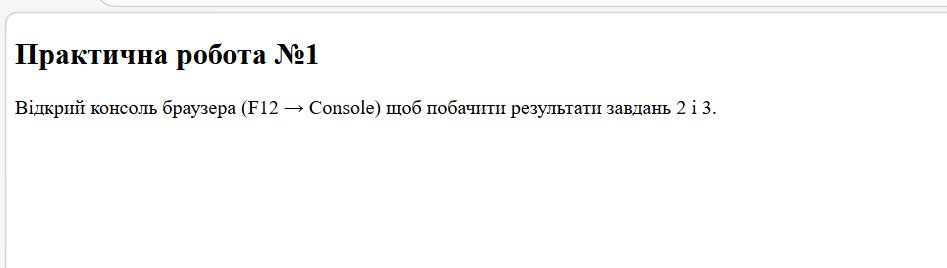 Практична робота №1
Відкрий консоль браузера (F12 → Console) щоб побачити результати завдань 2 і 3.